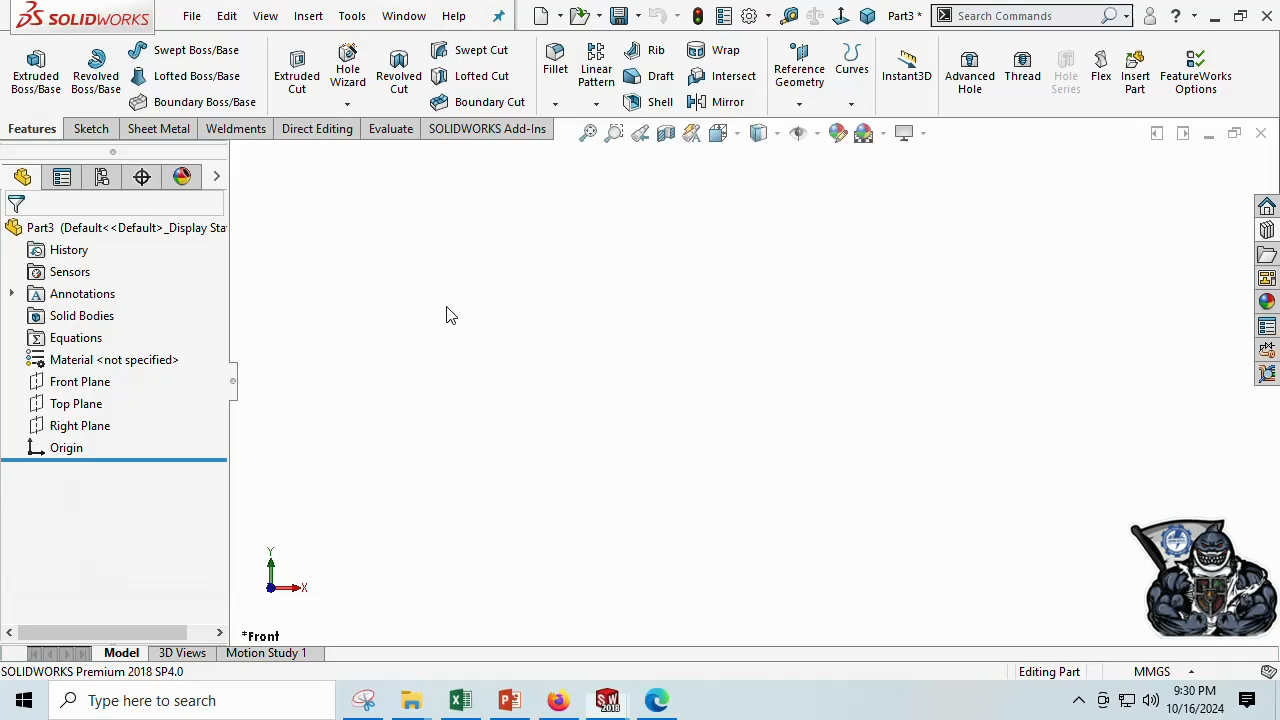 SOLIDWORKS File Edit View Insert Tools Window Help Part3 * Search Commands ?
Extruded Boss/Base
Revolved Boss/Base
Swept Boss/Base
Lofted Boss/Base
Boundary Boss/Base
Extruded Cut
Hole Wizard
Revolved Cut
Swept Cut
Lofted Cut
Boundary Cut
Fillet
Linear Pattern
Rib
Draft
Shell
Wrap
Intersect
Mirror
Reference Geometry
Curves
Instant3D
Advanced Hole
Thread
Hole Series
Flex
Insert Part
FeatureWorks Options
Features Sketch Sheet Metal Weldments Direct Editing Evaluate SOLIDWORKS Add-Ins
Part3 (Default<<Default>_Display Sta
History
Sensors
Annotations
Solid Bodies
Equations
Material <not specified>
Front Plane
Top Plane
Right Plane
Origin
Y
X
*Front
Model 3D Views Motion Study 1
SOLIDWORKS Premium 2018 SP4.0 Editing Part MMGS
Type here to search
9:30 PM
10/16/2024